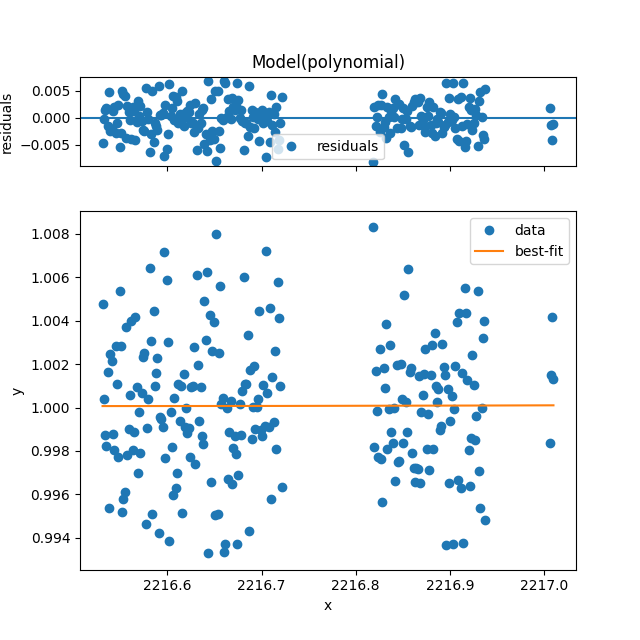 Model(polynomial)
residuals
0.005
0.000
−0.005
residuals
y
1.008
1.006
1.004
1.002
1.000
0.998
0.996
0.994
data
best-fit
2216.6
2216.7
2216.8
2216.9
2217.0
x